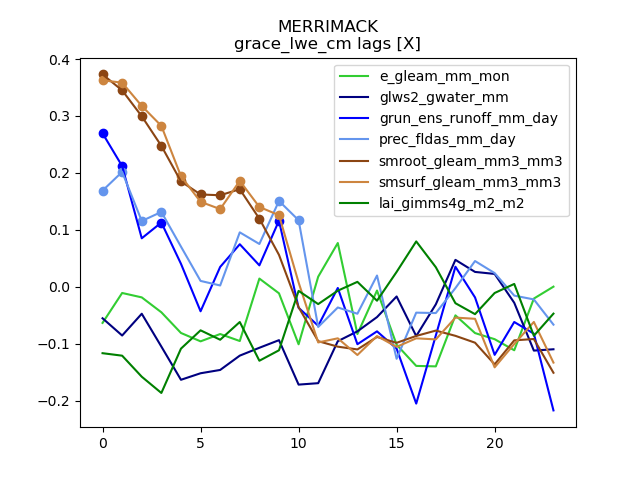 MERRIMACK
grace_lwe_cm lags [X]
0.4
0.3
0.2
0.1
0.0
−0.1
−0.2
e_gleam_mm_mon
glws2_gwater_mm
grun_ens_runoff_mm_day
prec_fldas_mm_day
smroot_gleam_mm3_mm3
smsurf_gleam_mm3_mm3
lai_gimms4g_m2_m2
0 5 10 15 20